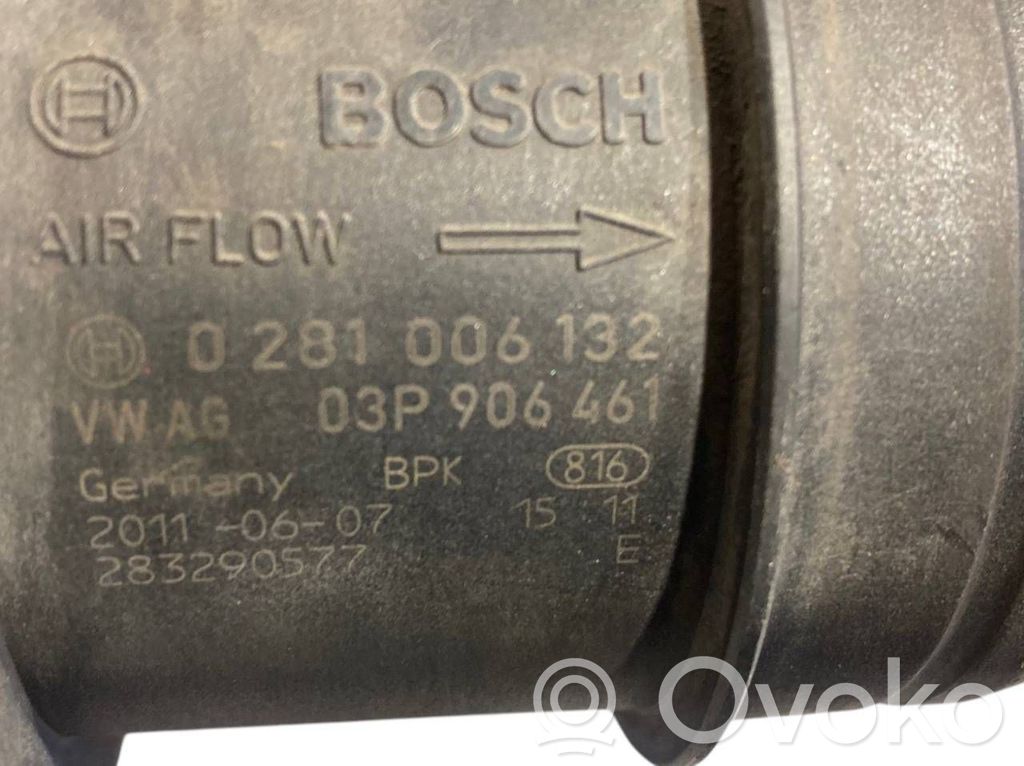 BOSCH
AIR FLOW
0 281 006 132
VW AG 03P 906 461
Germany BPK 816
2011-06-07 15 11
283290577 E
© Ovoko